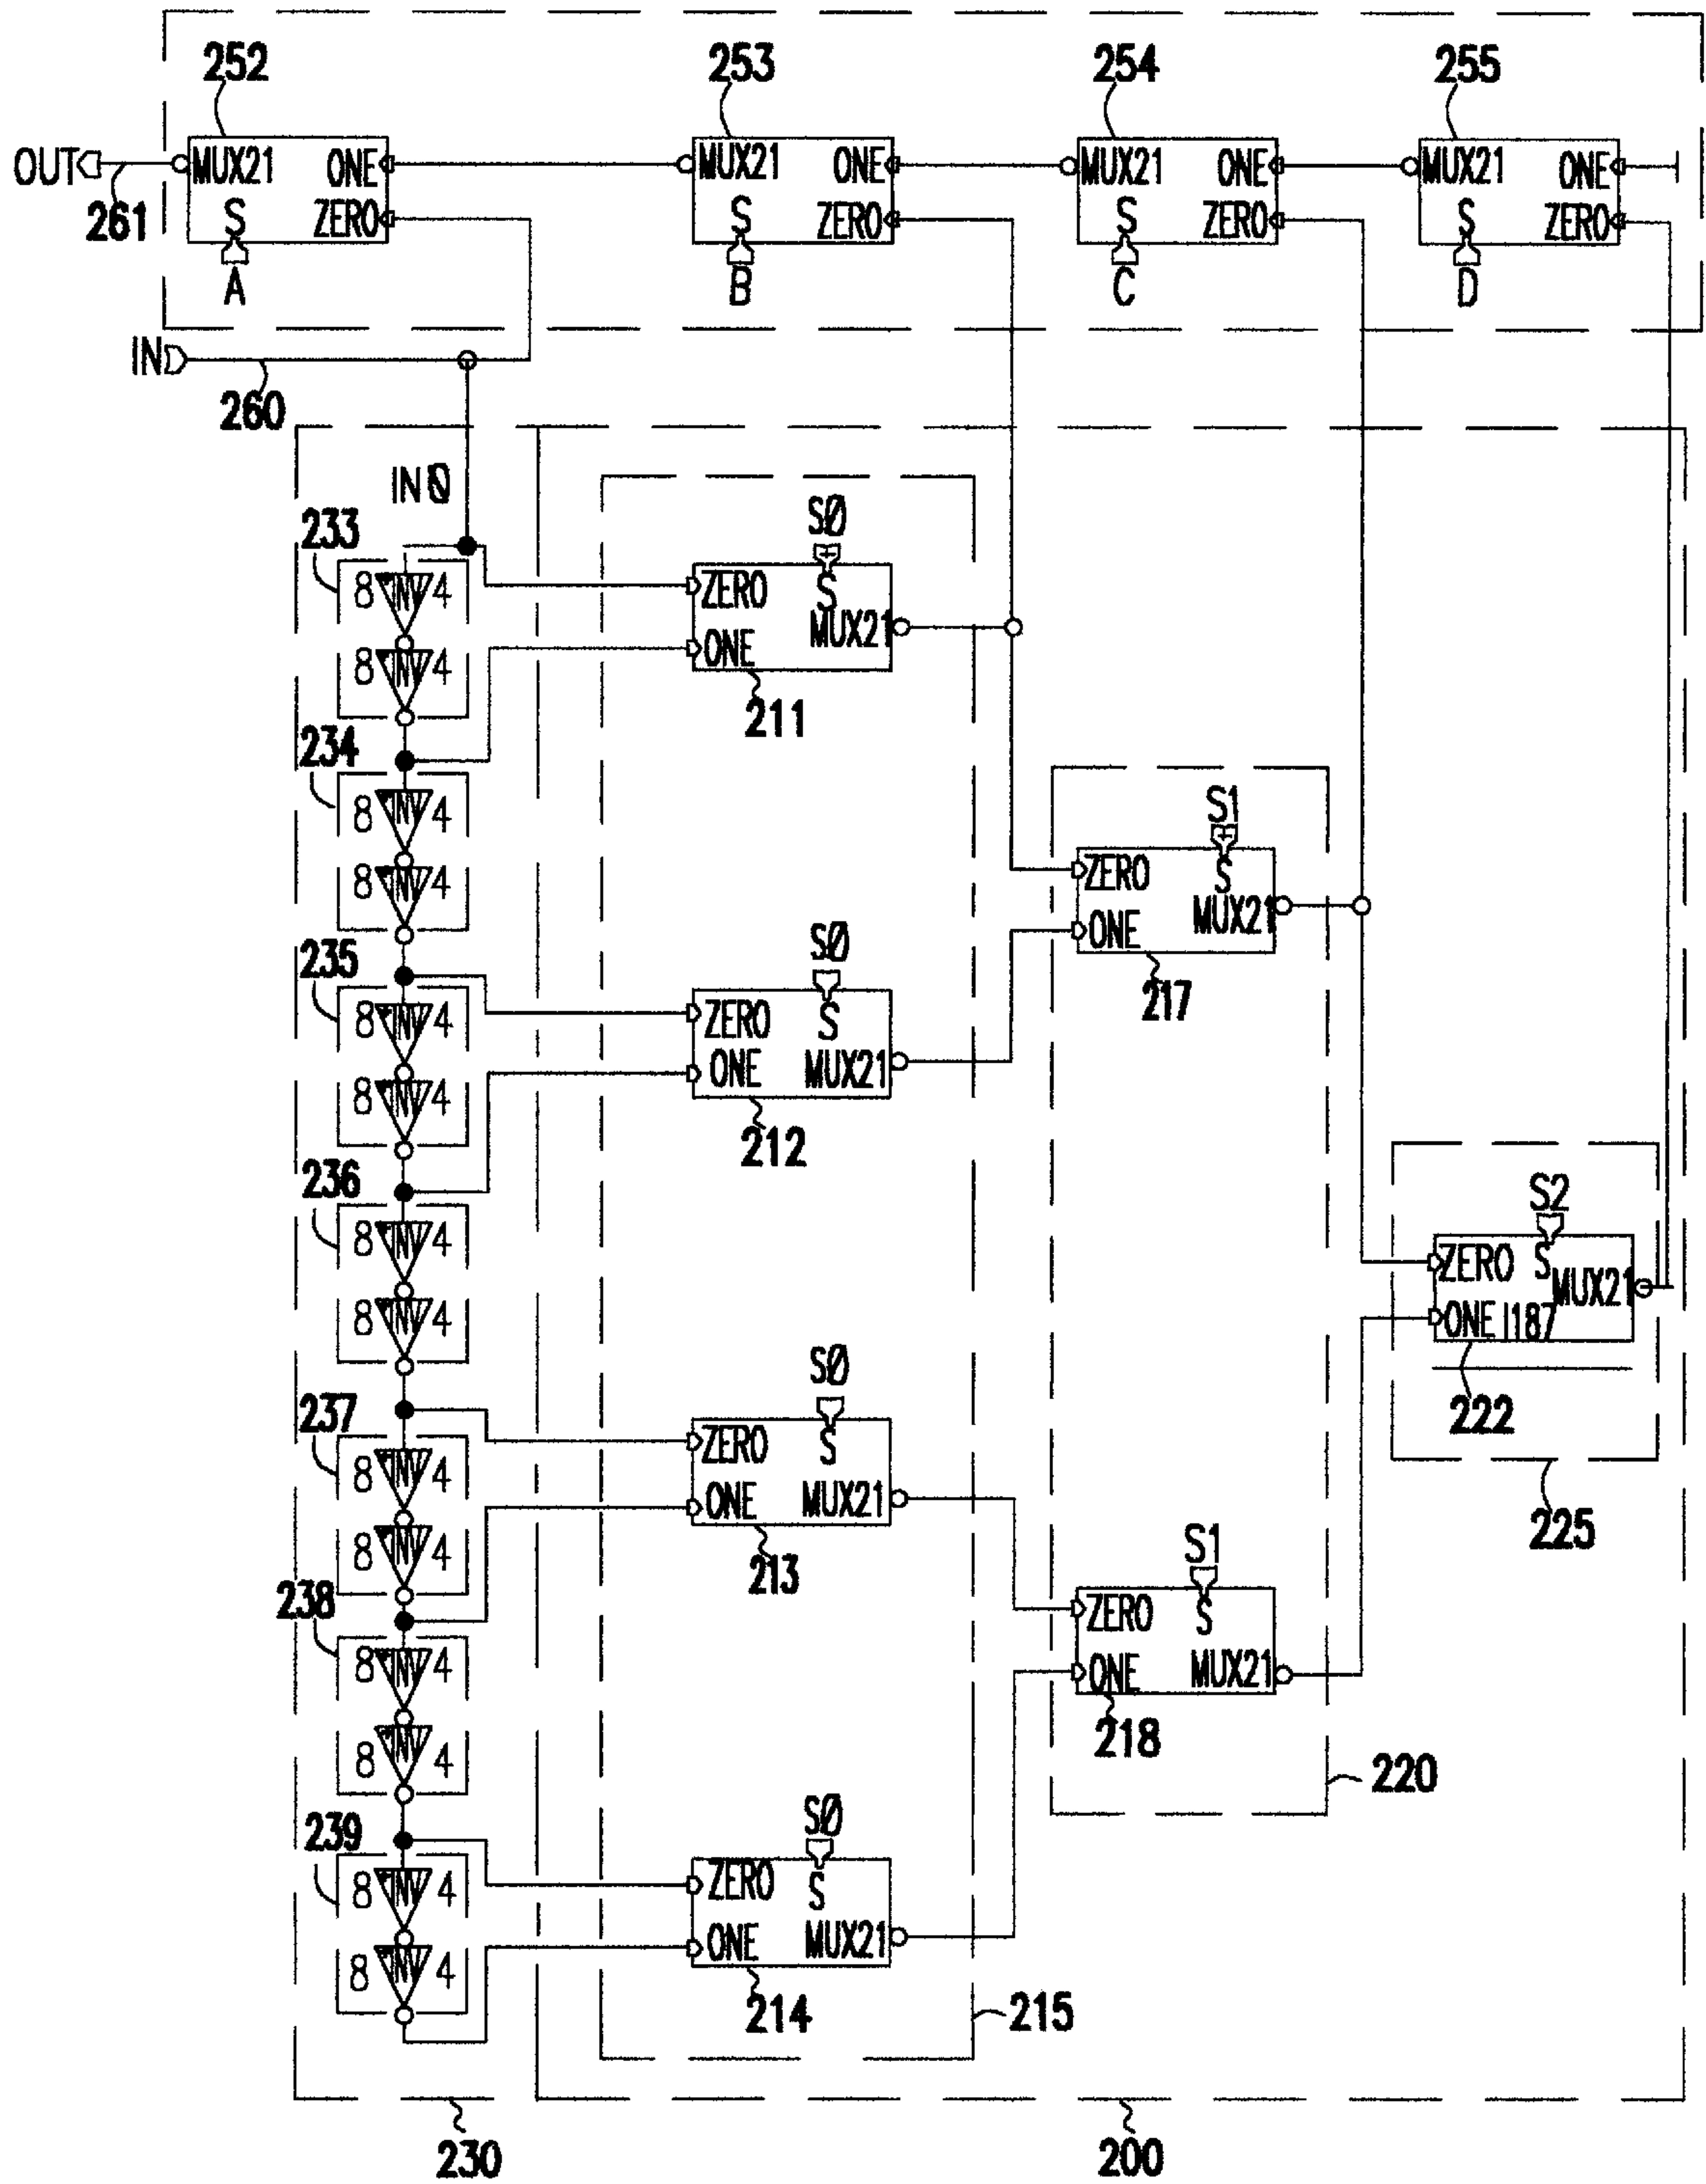 252 253 254 255
OUT MUX21 ONE MUX21 ONE MUX21 ONE MUX21 ONE
261 S ZERO S ZERO S ZERO S ZERO
A B C D
IN
260
IN0
S0
233
8 INV 4 ZERO S
MUX21
8 INV 4 ONE
211
234
8 INV 4
S1
8 INV 4 ZERO S
MUX21
S0
ONE
235
217
8 INV 4 ZERO S
ONE MUX21
8 INV 4
212
236
S2
8 INV 4 ZERO S
MUX21
8 INV 4 ONE I187
S0
222
237
ZERO S
8 INV 4
ONE MUX21
225
8 INV 4 S1
213
238
ZERO S
8 INV 4 ONE MUX21
218
8 INV 4
220
S0
239
ZERO S
8 INV 4
ONE MUX21
8 INV 4
214 215
230 200